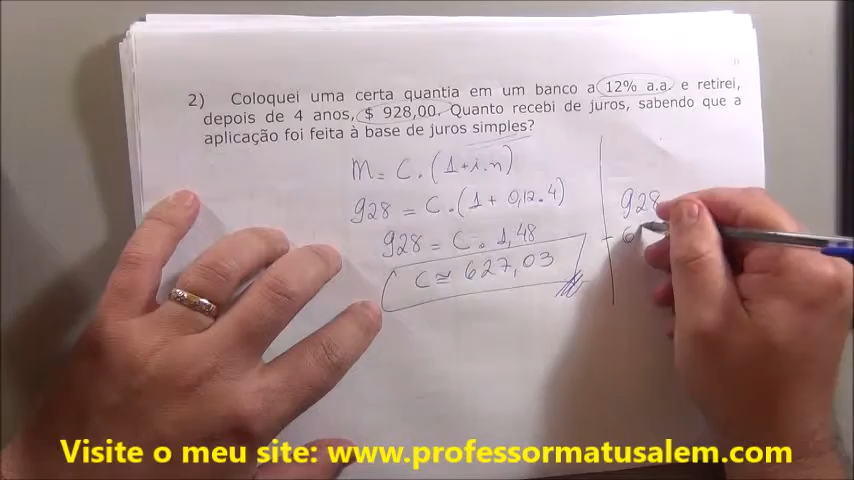 2) Coloquei uma certa quantia em um banco a 12% a.a. e retirei,
depois de 4 anos, $ 928,00. Quanto recebi de juros, sabendo que a
aplicação foi feita à base de juros simples?
M = C . (1 + i . n)
928 = C . (1 + 0,12 . 4)
928 = C . 1,48
C ≅ 627,03
928
- 6
Visite o meu site: www.professormatusalem.com